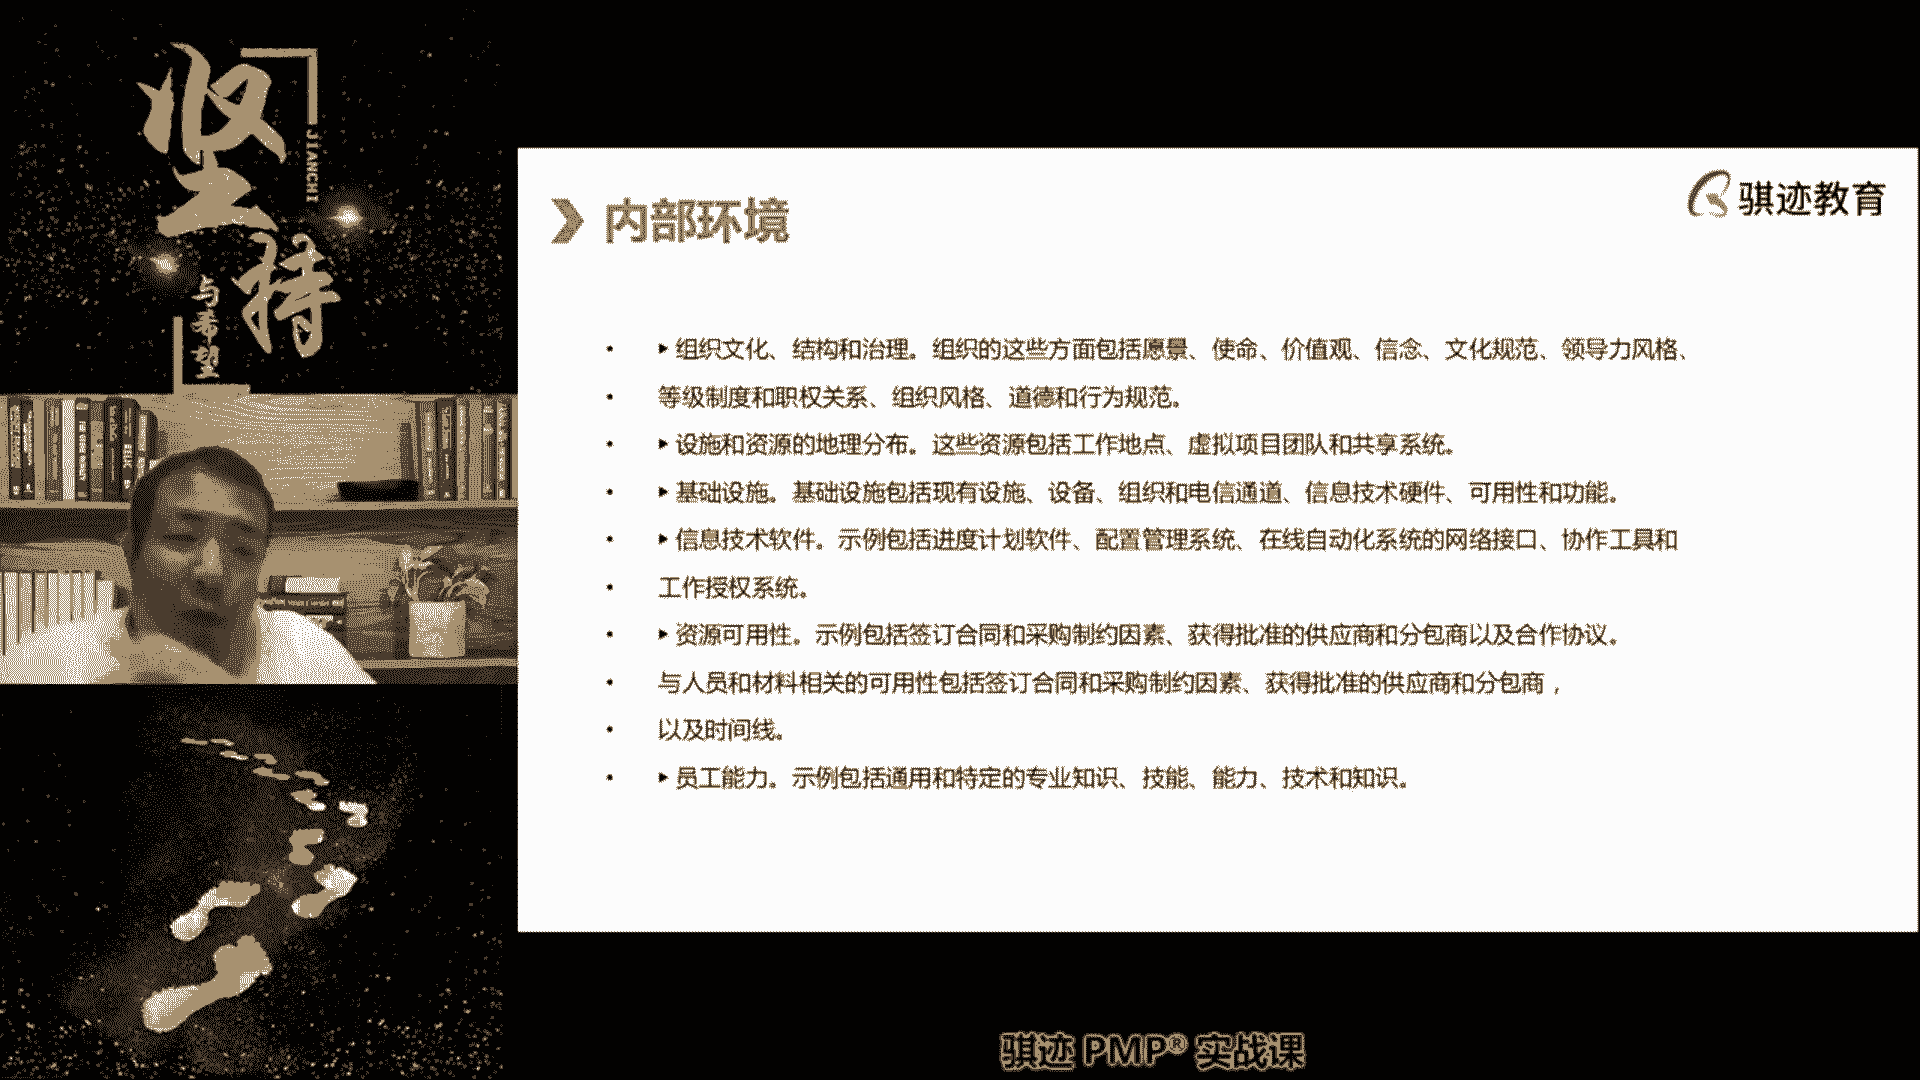 坚持
JIANCHI
与希望
骐迹教育
内部环境
• ▶组织文化、结构和治理。组织的这些方面包括愿景、使命、价值观、信念、文化规范、领导力风格、
• 等级制度和职权关系、组织风格、道德和行为规范。
• ▶设施和资源的地理分布。这些资源包括工作地点、虚拟项目团队和共享系统。
• ▶基础设施。基础设施包括现有设施、设备、组织和电信通道、信息技术硬件、可用性和功能。
• ▶信息技术软件。示例包括进度计划软件、配置管理系统、在线自动化系统的网络接口、协作工具和
• 工作授权系统。
• ▶资源可用性。示例包括签订合同和采购制约因素、获得批准的供应商和分包商以及合作协议。
• 与人员和材料相关的可用性包括签订合同和采购制约因素、获得批准的供应商和分包商，
• 以及时间线。
• ▶员工能力。示例包括通用和特定的专业知识、技能、能力、技术和知识。
骐迹 PMP® 实战课